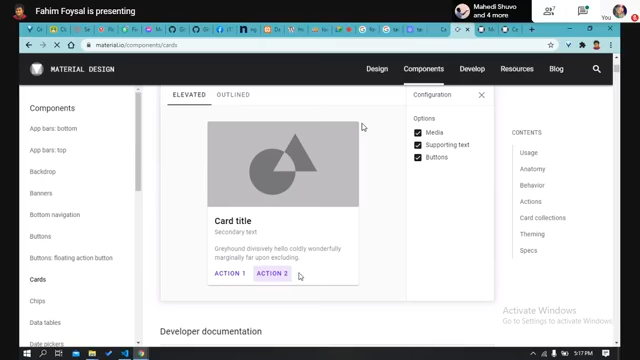 Fahim Foysal is presenting
Mahedi Shuvo
and 4 more
7
You
material.io/components/cards
MATERIAL DESIGN
Design
Components
Develop
Resources
Blog
Components
App bars: bottom
App bars: top
Backdrop
Banners
Bottom navigation
Buttons
Buttons: floating action button
Cards
Chips
Data tables
Date pickers
ELEVATED
OUTLINED
Card title
Secondary text
Greyhound divisively hello coldly wonderfully
marginally far upon excluding.
ACTION 1
ACTION 2
Configuration
Options
Media
Supporting text
Buttons
CONTENTS
Usage
Anatomy
Behavior
Actions
Card collections
Theming
Specs
Developer documentation
Activate Windows
Go to Settings to activate Windows.
5:17 PM